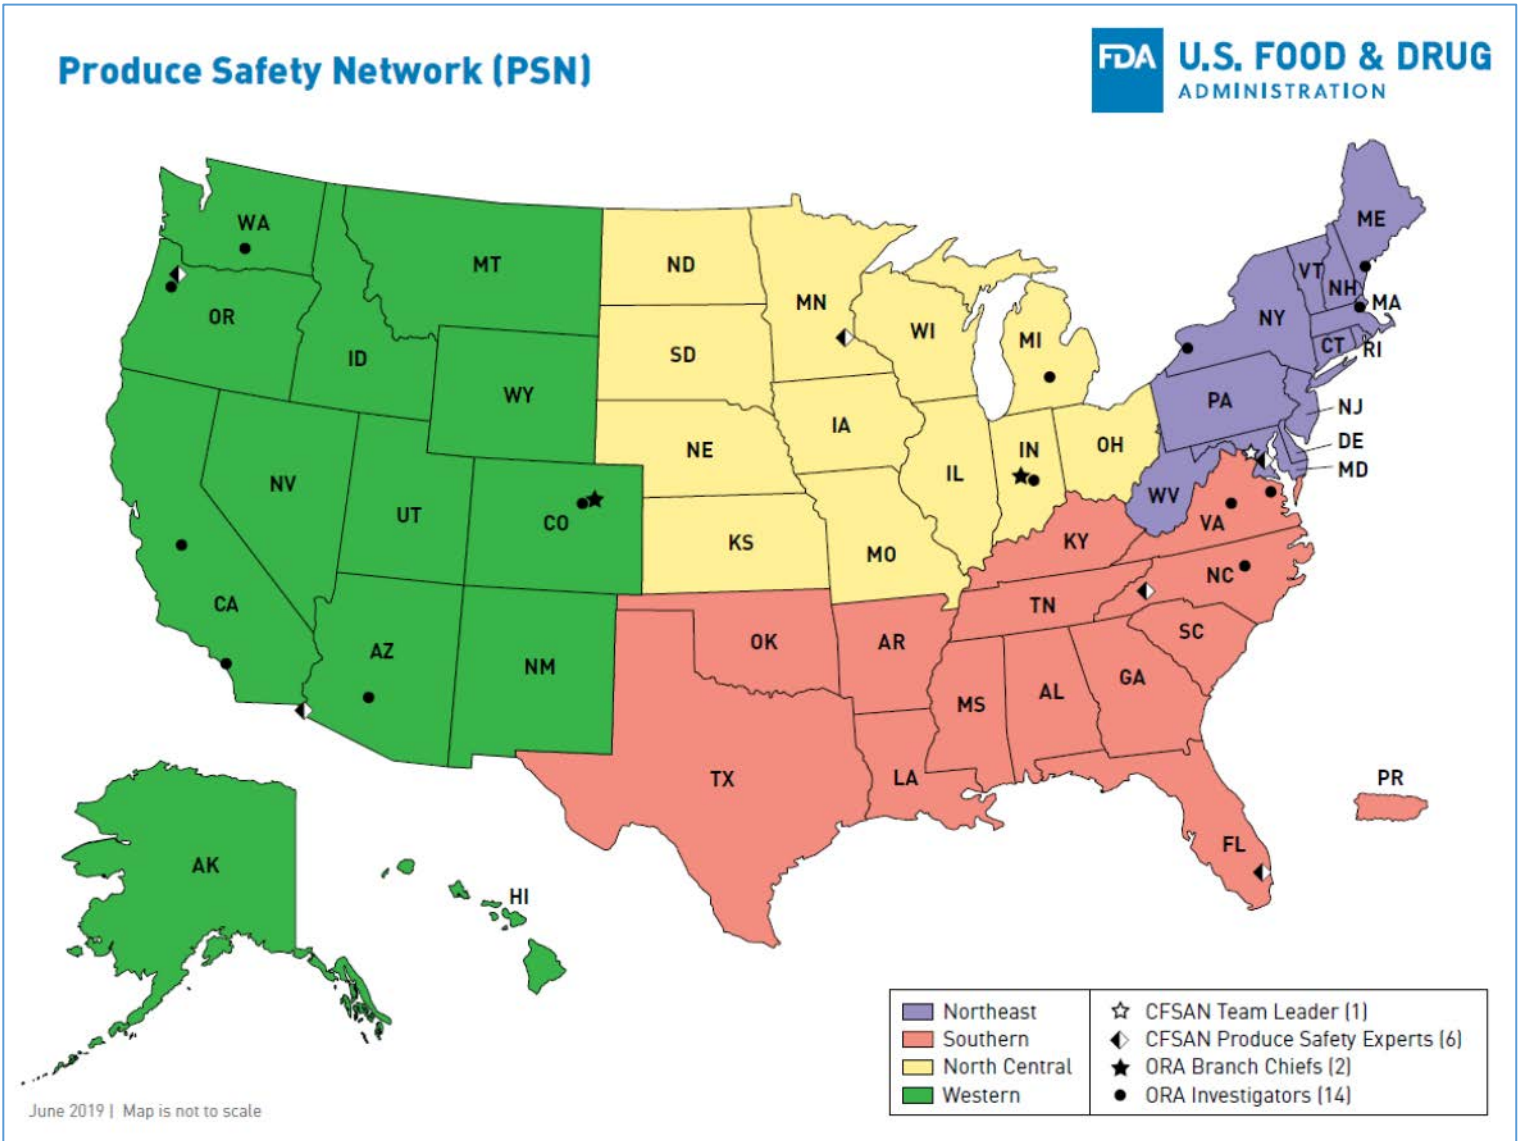 Produce Safety Network (PSN)
FDA
U.S. FOOD & DRUG
ADMINISTRATION
WA
MT
ND
MN
ME
VT
NH
MA
OR
ID
SD
WI
MI
NY
CT
RI
WY
IA
PA
NJ
NE
IL
IN
OH
DE
MD
NV
UT
CO
KS
MO
WV
VA
KY
CA
AZ
NM
OK
AR
TN
NC
SC
MS
AL
GA
TX
LA
PR
FL
AK
HI
Northeast
Southern
North Central
Western
CFSAN Team Leader (1)
CFSAN Produce Safety Experts (6)
ORA Branch Chiefs (2)
ORA Investigators (14)
June 2019 | Map is not to scale